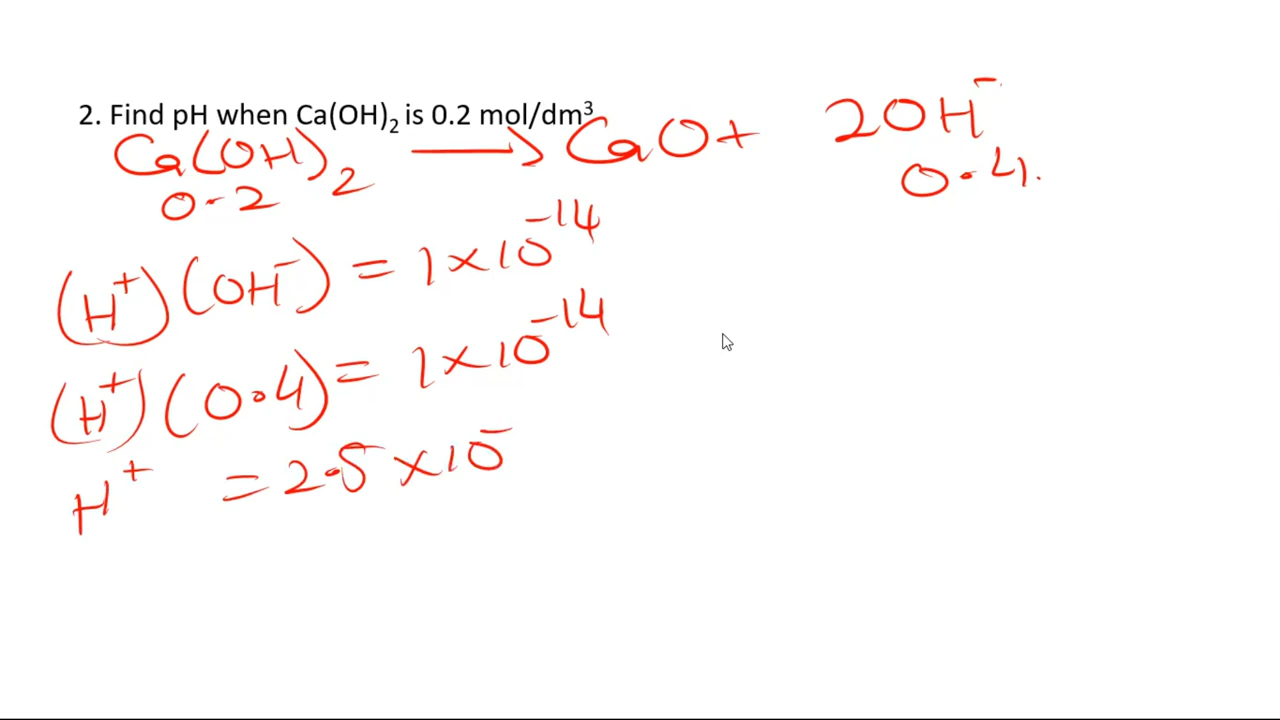 2. Find pH when Ca(OH)₂ is 0.2 mol/dm³
Ca(OH)₂ ⟶ CaO + 2OH⁻
0.2 0.4.
(H⁺)(OH⁻) = 1×10⁻¹⁴
(H⁺)(0.4) = 1×10⁻¹⁴
H⁺ = 2.5×10⁻